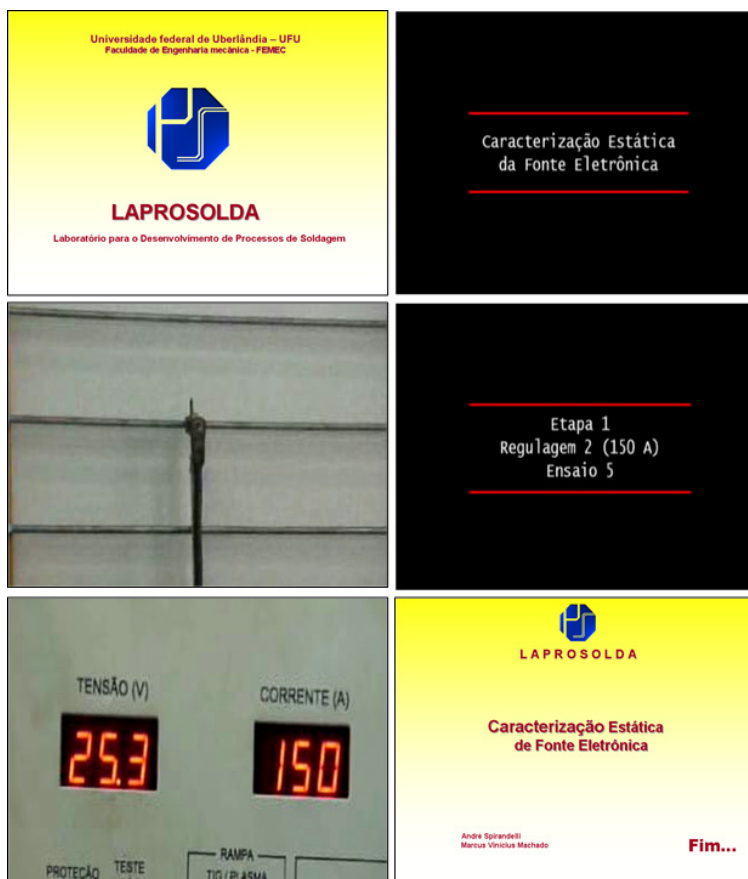 Universidade federal de Uberlândia – UFU
Faculdade de Engenharia mecânica - FEMEC
LAPROSOLDA
Laboratório para o Desenvolvimento de Processos de Soldagem
Caracterização Estática
da Fonte Eletrônica
Etapa 1
Regulagem 2 (150 A)
Ensaio 5
TENSÃO (V)
CORRENTE (A)
25.3
150
PROTEÇÃO
TESTE
RAMPA
TIG / PLASMA
LAPROSOLDA
Caracterização Estática
de Fonte Eletrônica
André Spirandelli
Marcus Vinícius Machado
Fim...